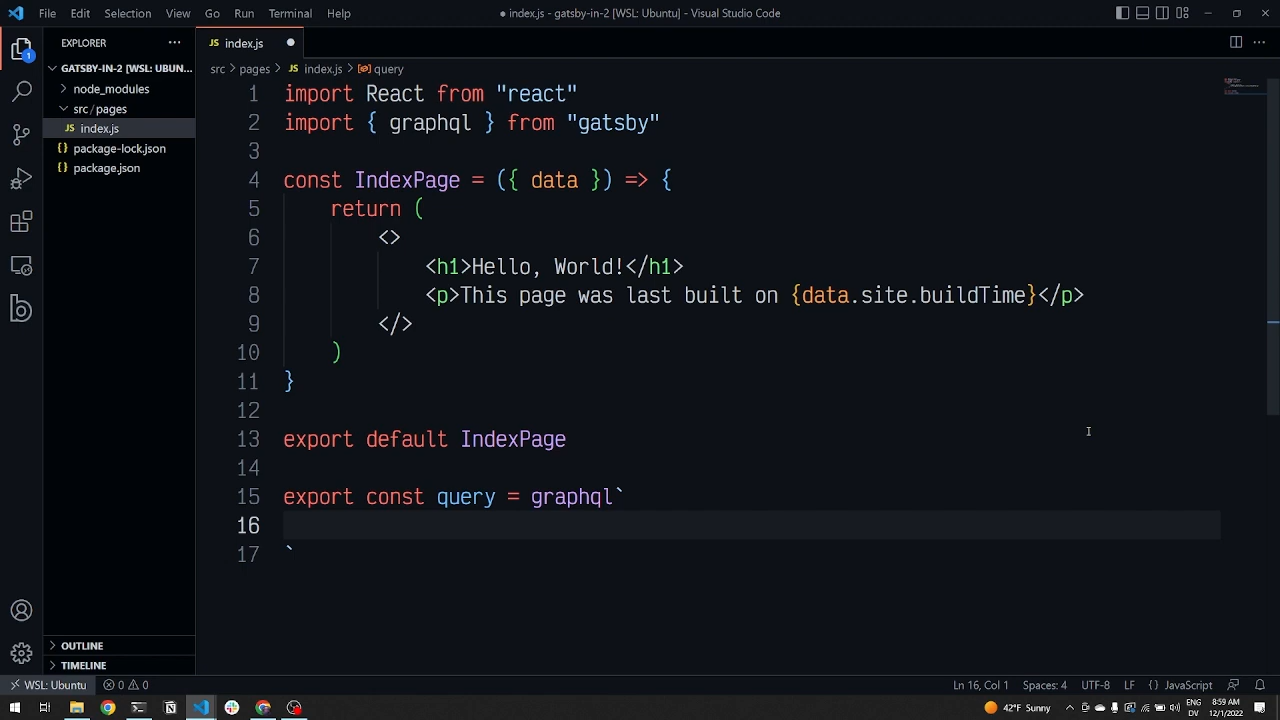 File Edit Selection View Go Run Terminal Help
● index.js - gatsby-in-2 [WSL: Ubuntu] - Visual Studio Code
EXPLORER
GATSBY-IN-2 [WSL: UBUN...
node_modules
src/pages
JS index.js
{} package-lock.json
{} package.json
OUTLINE
TIMELINE
1
JS index.js
src > pages > JS index.js > query
1 import React from "react"
2 import { graphql } from "gatsby"
3
4 const IndexPage = ({ data }) => {
5 return (
6 <>
7 <h1>Hello, World!</h1>
8 <p>This page was last built on {data.site.buildTime}</p>
9 </>
10 )
11 }
12
13 export default IndexPage
14
15 export const query = graphql`
16
17 `
WSL: Ubuntu 0 0
Ln 16, Col 1 Spaces: 4 UTF-8 LF {} JavaScript
42°F Sunny
8:59 AM
DV
12/1/2022